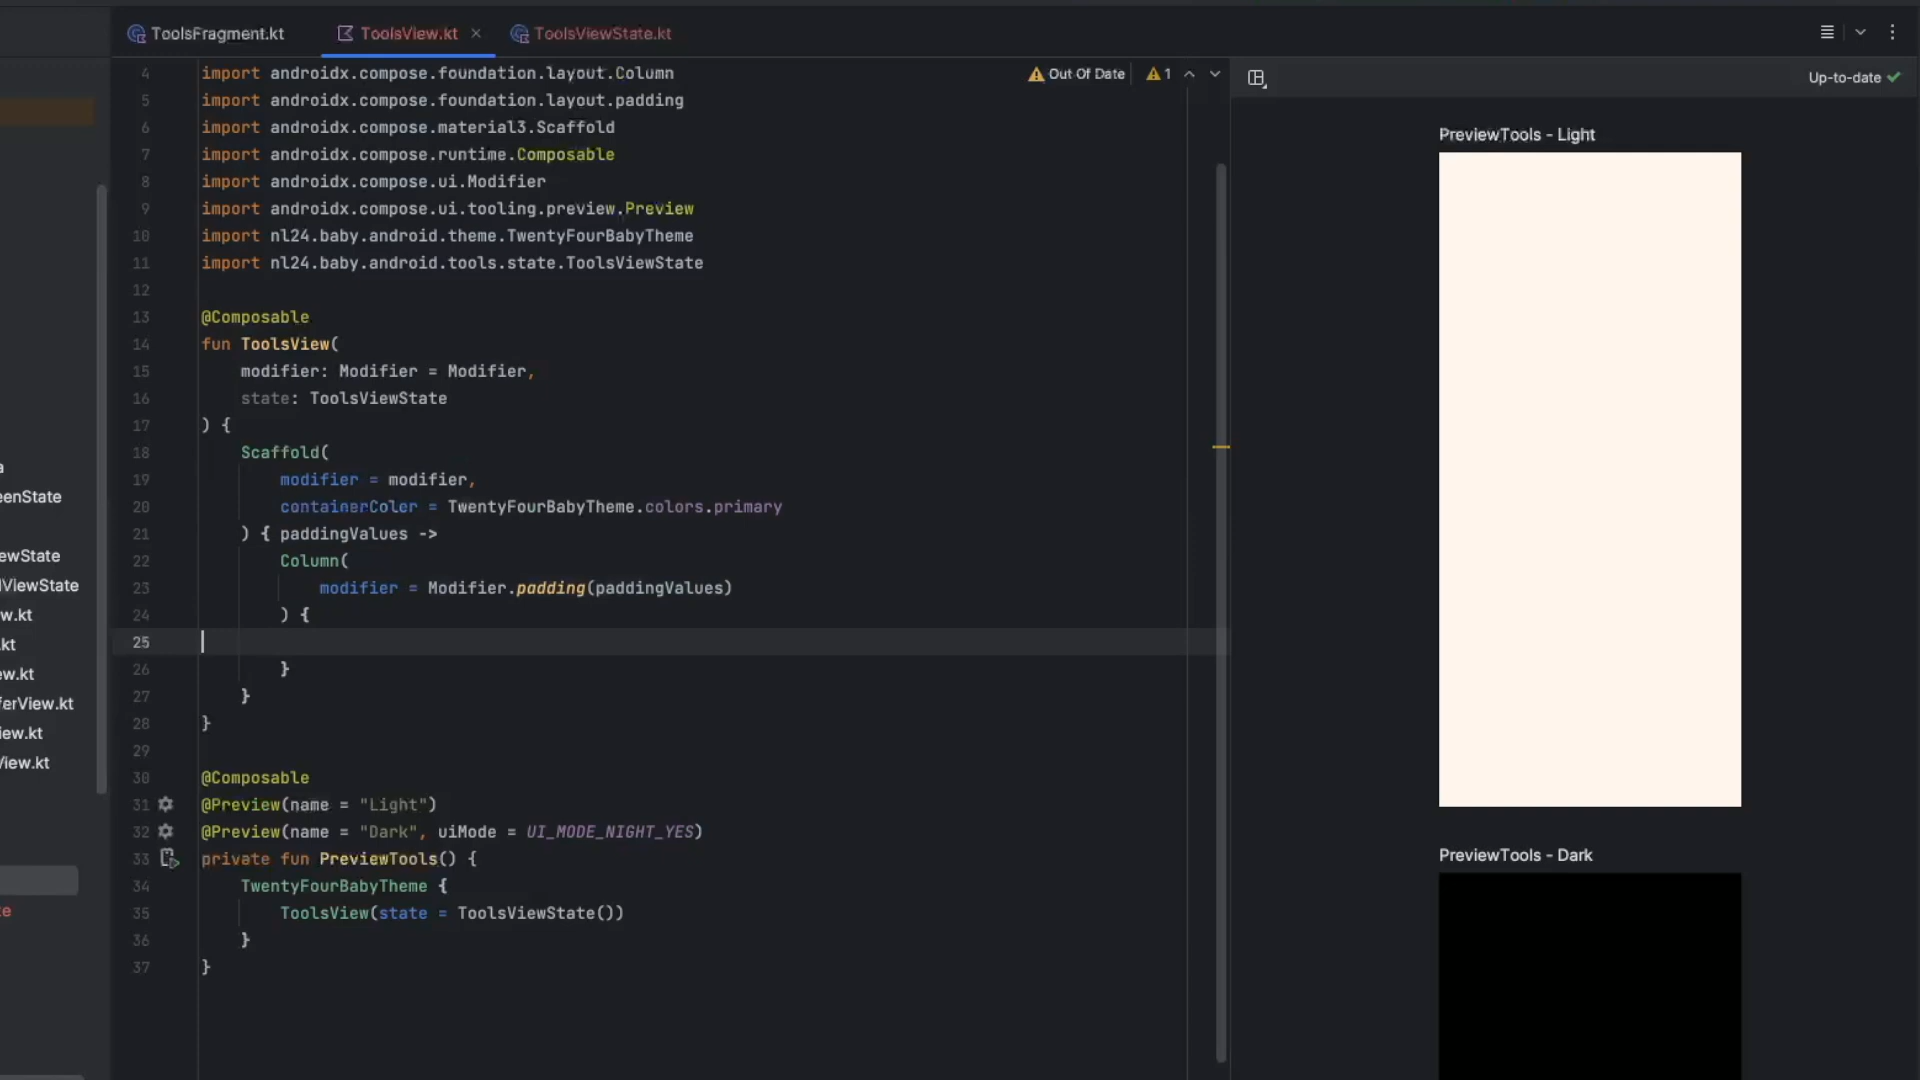 ToolsFragment.kt
ToolsView.kt
ToolsViewState.kt
4 import androidx.compose.foundation.layout.Column
5 import androidx.compose.foundation.layout.padding
6 import androidx.compose.material3.Scaffold
7 import androidx.compose.runtime.Composable
8 import androidx.compose.ui.Modifier
9 import androidx.compose.ui.tooling.preview.Preview
10 import nl24.baby.android.theme.TwentyFourBabyTheme
11 import nl24.baby.android.tools.state.ToolsViewState
12
13 @Composable
14 fun ToolsView(
15 modifier: Modifier = Modifier,
16 state: ToolsViewState
17 ) {
18 Scaffold(
19 modifier = modifier,
20 containerColer = TwentyFourBabyTheme.colors.primary
21 ) { paddingValues ->
22 Column(
23 modifier = Modifier.padding(paddingValues)
24 ) {
25
26 }
27 }
28 }
29
30 @Composable
31 @Preview(name = "Light")
32 @Preview(name = "Dark", uiMode = UI_MODE_NIGHT_YES)
33 private fun PreviewTools() {
34 TwentyFourBabyTheme {
35 ToolsView(state = ToolsViewState())
36 }
37 }
Out Of Date
1
Up-to-date
PreviewTools - Light
PreviewTools - Dark
a
eenState
ewState
lViewState
w.kt
.kt
ew.kt
ferView.kt
iew.kt
View.kt
te